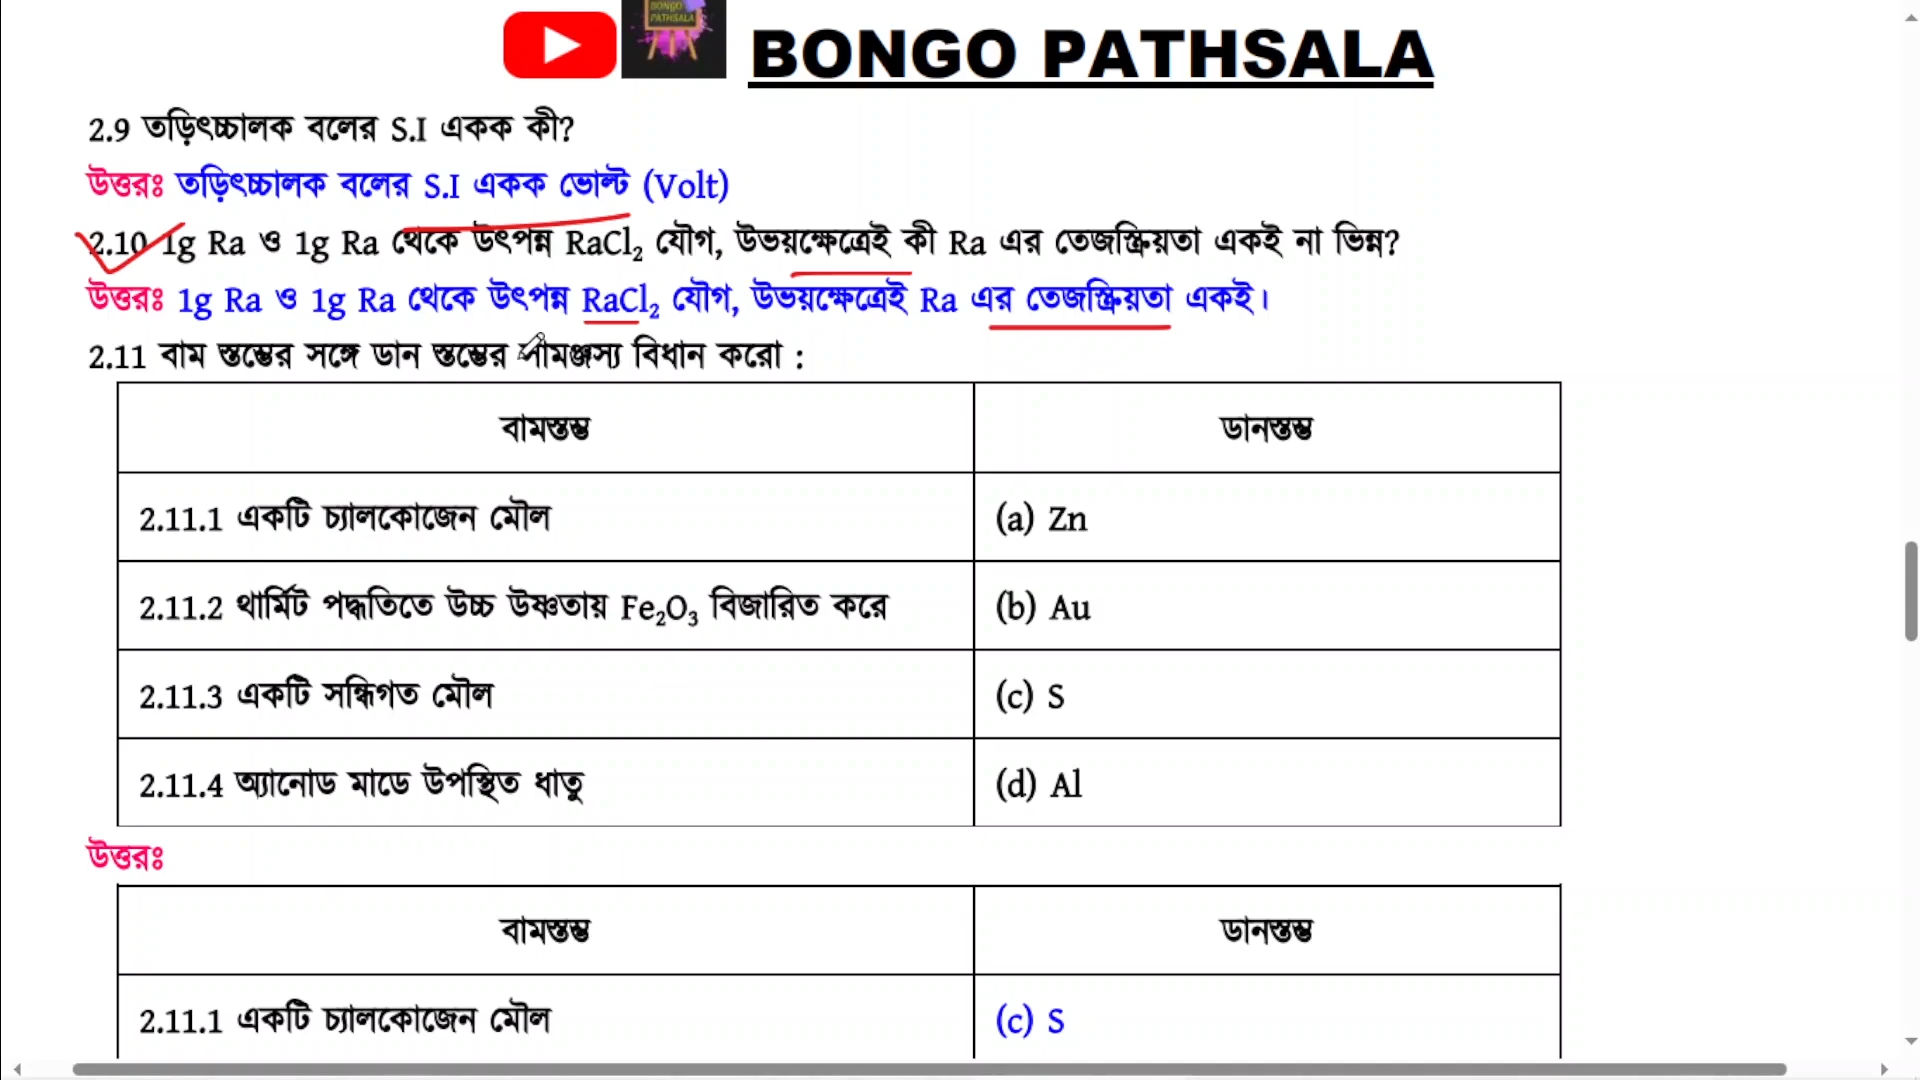 BONGO
PATHSALA
BONGO PATHSALA
2.9 তড়িৎচ্চালক বলের S.I একক কী?
উত্তরঃ তড়িৎচ্চালক বলের S.I একক ভোল্ট (Volt)
2.10 1g Ra ও 1g Ra থেকে উৎপন্ন RaCl₂ যৌগ, উভয়ক্ষেত্রেই কী Ra এর তেজস্ক্রিয়তা একই না ভিন্ন?
উত্তরঃ 1g Ra ও 1g Ra থেকে উৎপন্ন RaCl₂ যৌগ, উভয়ক্ষেত্রেই Ra এর তেজস্ক্রিয়তা একই।
2.11 বাম স্তম্ভের সঙ্গে ডান স্তম্ভের সামঞ্জস্য বিধান করো :
বামস্তম্ভ ডানস্তম্ভ
2.11.1 একটি চ্যালকোজেন মৌল (a) Zn
2.11.2 থার্মিট পদ্ধতিতে উচ্চ উষ্ণতায় Fe₂O₃ বিজারিত করে (b) Au
2.11.3 একটি সন্ধিগত মৌল (c) S
2.11.4 অ্যানোড মাডে উপস্থিত ধাতু (d) Al
উত্তরঃ
বামস্তম্ভ ডানস্তম্ভ
2.11.1 একটি চ্যালকোজেন মৌল (c) S